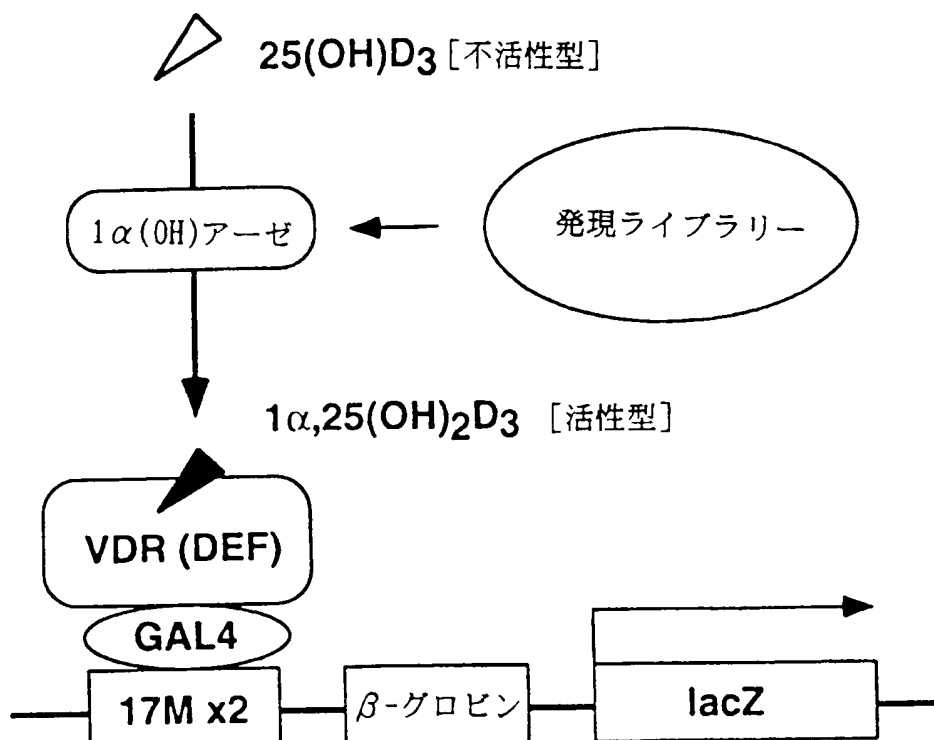 25(OH)D3 [不活性型]
1α(OH)アーゼ
発現ライブラリー
1α,25(OH)2D3 [活性型]
VDR (DEF)
GAL4
17M x2
β-グロビン
lacZ